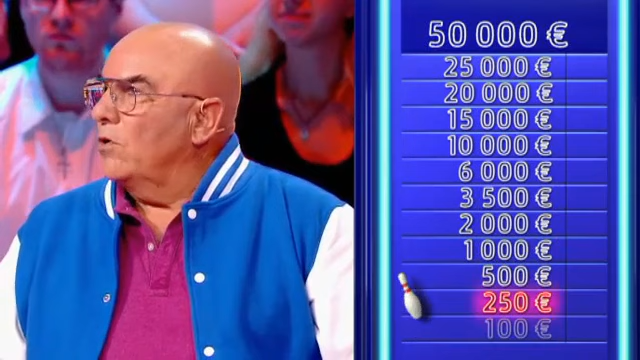 50 000 €
25 000 €
20 000 €
15 000 €
10 000 €
6 000 €
3 500 €
2 000 €
1 000 €
500 €
250 €
100 €